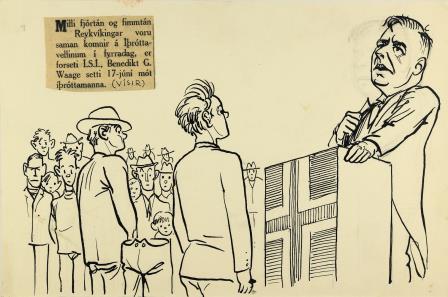 Milli fjórtán og fimmtán
Reykvíkingar voru
saman komnir á Íþrótta-
vellinum í fyrradag, er
forseti Í.S.Í., Benedikt G.
Waage setti 17-júní mót
íþróttamanna. (VÍSIR)